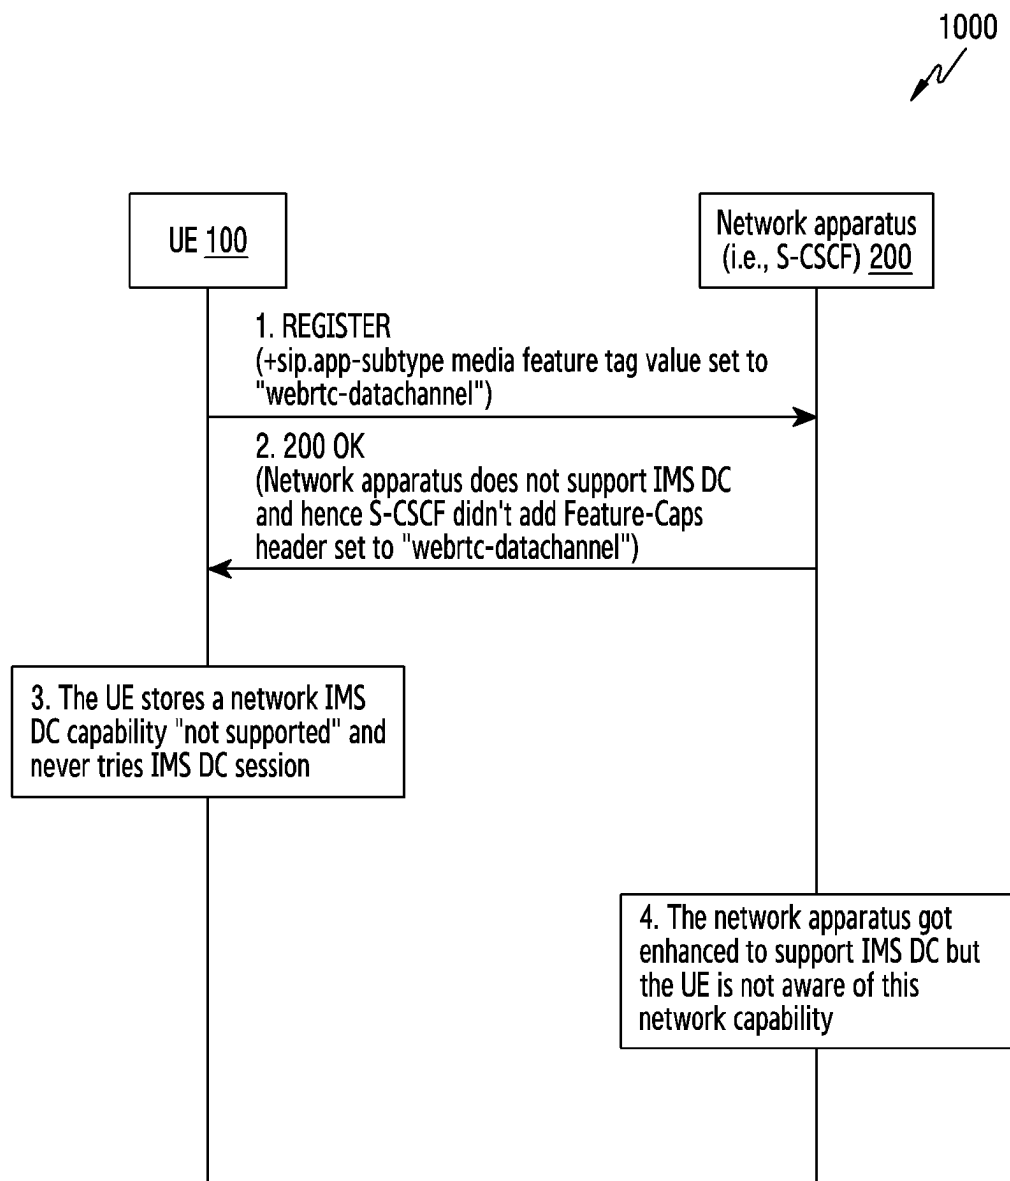 1000
UE 100
Network apparatus
(i.e., S-CSCF) 200
1. REGISTER
(+sip.app-subtype media feature tag value set to
"webrtc-datachannel")
2. 200 OK
(Network apparatus does not support IMS DC
and hence S-CSCF didn't add Feature-Caps
header set to "webrtc-datachannel")
3. The UE stores a network IMS
DC capability "not supported" and
never tries IMS DC session
4. The network apparatus got
enhanced to support IMS DC but
the UE is not aware of this
network capability